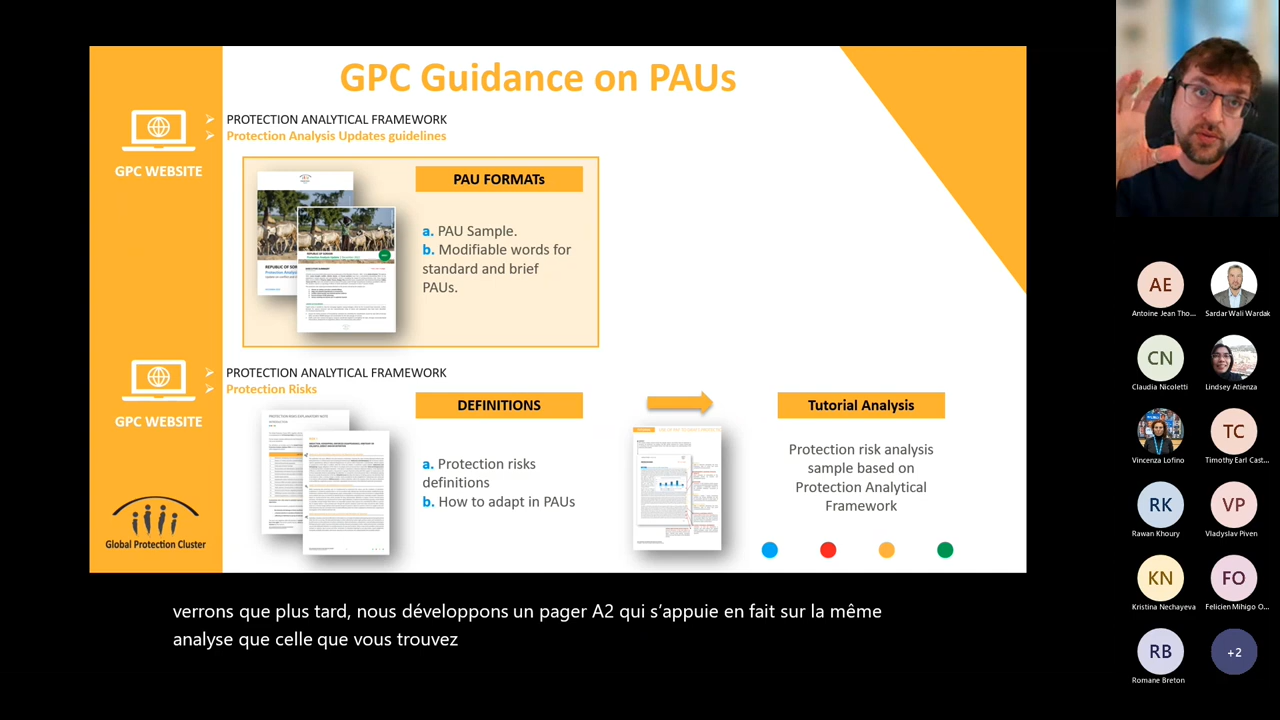 GPC Guidance on PAUs
PROTECTION ANALYTICAL FRAMEWORK
Protection Analysis Updates guidelines
GPC WEBSITE
PAU FORMATs
a. PAU Sample.
b. Modifiable words for
standard and brief
PAUs.
PROTECTION ANALYTICAL FRAMEWORK
Protection Risks
GPC WEBSITE
DEFINITIONS
a. Protection risks
definitions
b. How to adapt in PAUs
Tutorial Analysis
Protection risk analysis
sample based on
Protection Analytical
Framework
Global Protection Cluster
verrons que plus tard, nous développons un pager A2 qui s'appuie en fait sur la même
analyse que celle que vous trouvez
AE
Antoine Jean Tho...
Sardar Wali Wardak
CN
Claudia Nicoletti
Lindsey Atienza
Vincenza Lofino
TC
Timothy Earl Cast...
RK
Rawan Khoury
VP
Vladyslav Piven
KN
Kristina Nechayeva
FO
Felicien Mihigo O...
RB
Romane Breton
+2